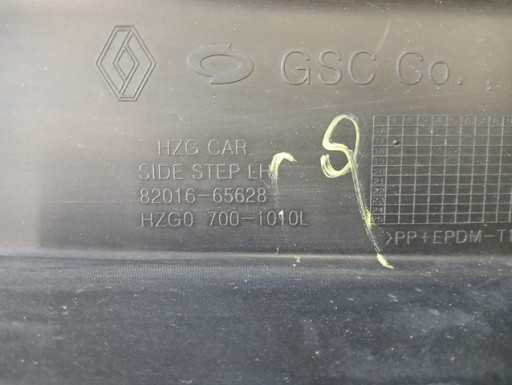 GSC Co.
HZG CAR.
SIDE STEP LH
82016-65628
HZG0 700-1010L
>PP+EPDM-T